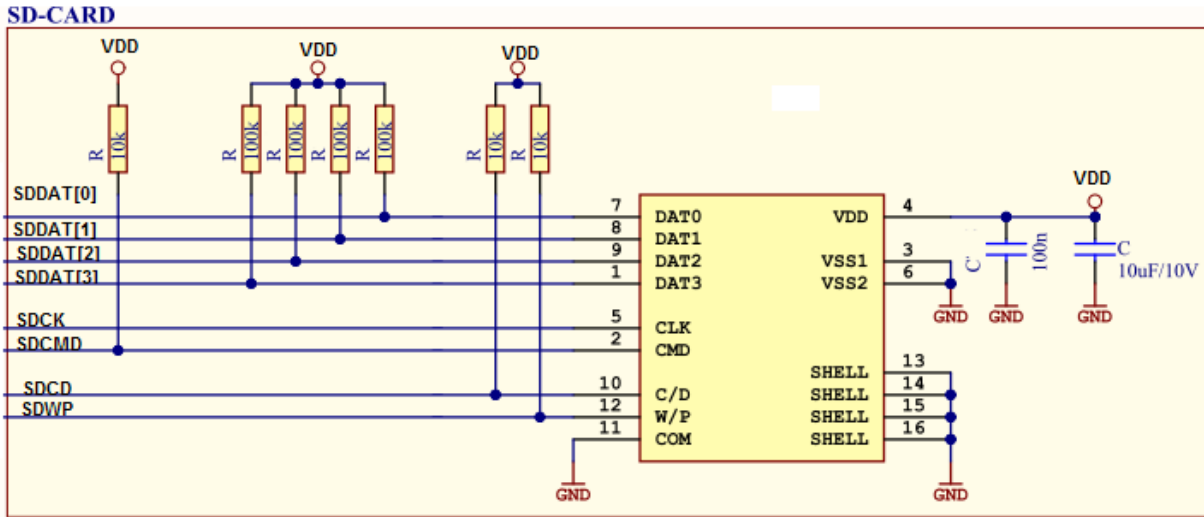 SD-CARD
VDD
VDD
VDD
R 10k
R 100k
R 100k
R 100k
R
R 10k
R 10k
SDDAT[0]
SDDAT[1]
SDDAT[2]
SDDAT[3]
SDCK
SDCMD
SDCD
SDWP
7 DAT0
8 DAT1
9 DAT2
1 DAT3
5 CLK
2 CMD
10 C/D
12 W/P
11 COM
GND
VDD 4
VSS1 3
VSS2 6
SHELL 13
SHELL 14
SHELL 15
SHELL 16
GND
GND
GND
GND
VDD
C 100n
C
10uF/10V